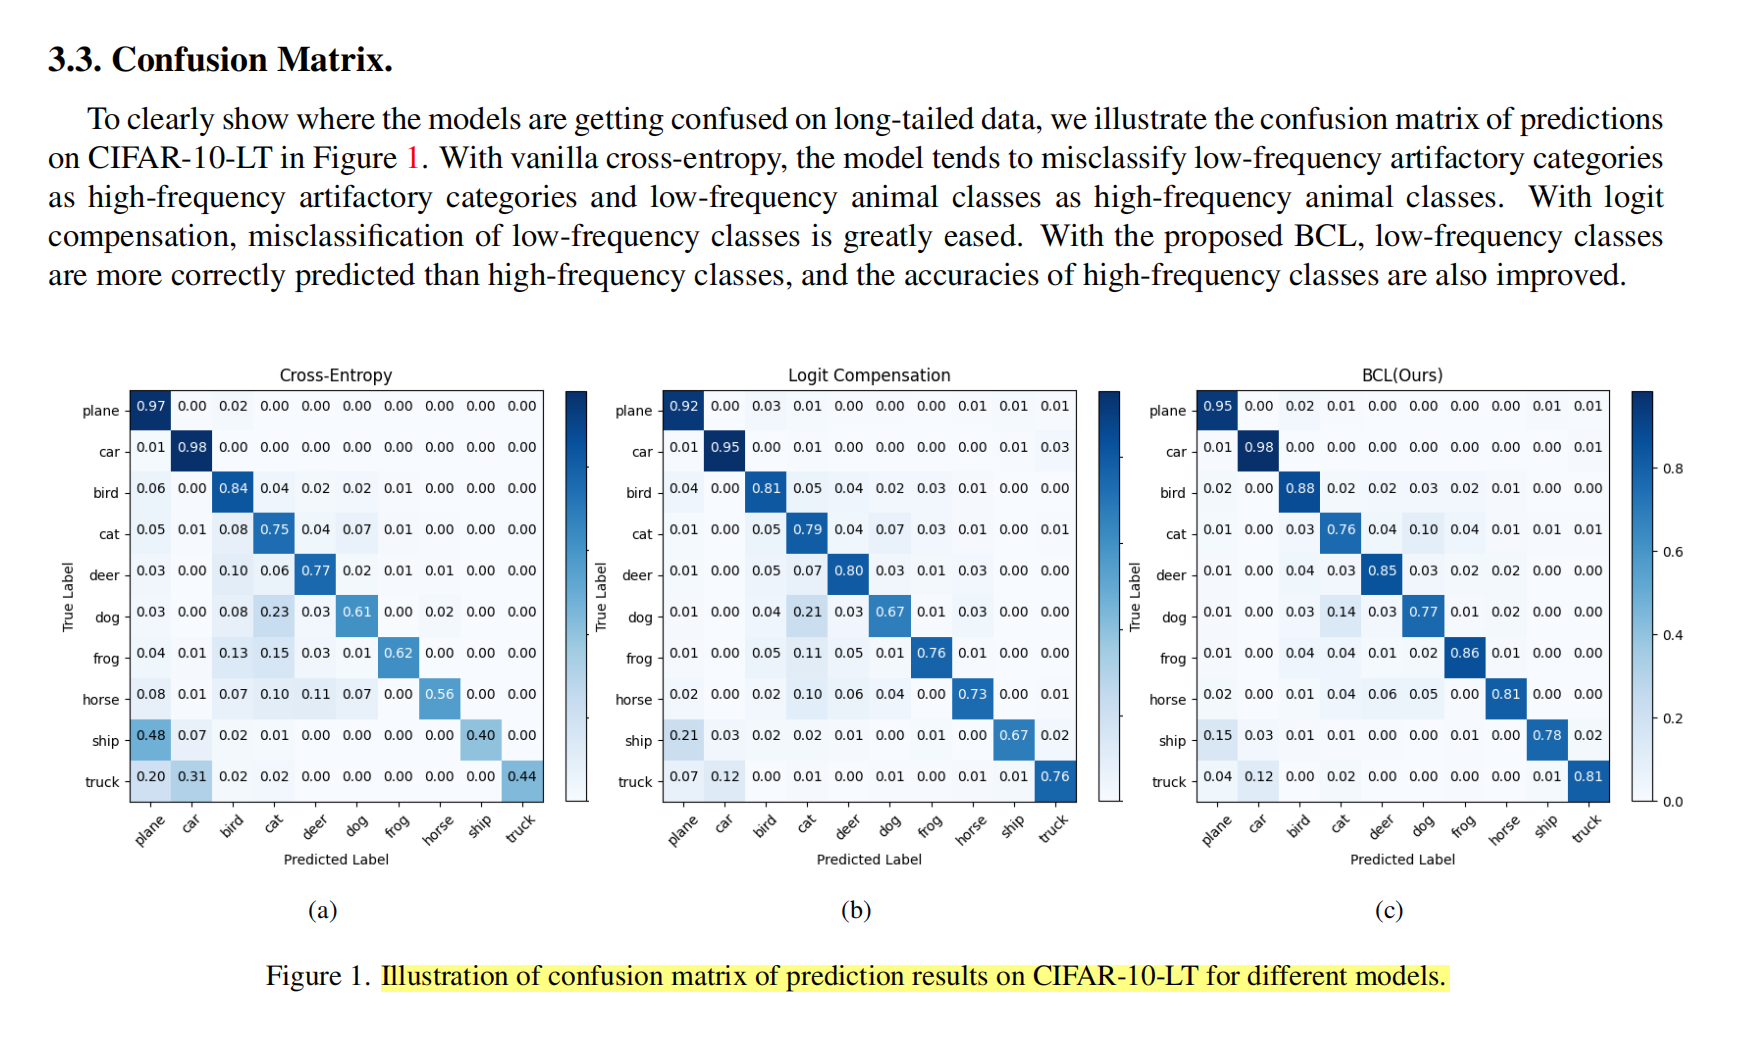 3.3. Confusion Matrix.
To clearly show where the models are getting confused on long-tailed data, we illustrate the confusion matrix of predictions
on CIFAR-10-LT in Figure 1. With vanilla cross-entropy, the model tends to misclassify low-frequency artifactory categories
as high-frequency artifactory categories and low-frequency animal classes as high-frequency animal classes. With logit
compensation, misclassification of low-frequency classes is greatly eased. With the proposed BCL, low-frequency classes
are more correctly predicted than high-frequency classes, and the accuracies of high-frequency classes are also improved.
Cross-Entropy
True Label
plane 0.97 0.00 0.02 0.00 0.00 0.00 0.00 0.00 0.00 0.00
car 0.01 0.98 0.00 0.00 0.00 0.00 0.00 0.00 0.00 0.00
bird 0.06 0.00 0.84 0.04 0.02 0.02 0.01 0.00 0.00 0.00
cat 0.05 0.01 0.08 0.75 0.04 0.07 0.01 0.00 0.00 0.00
deer 0.03 0.00 0.10 0.06 0.77 0.02 0.01 0.01 0.00 0.00
dog 0.03 0.00 0.08 0.23 0.03 0.61 0.00 0.02 0.00 0.00
frog 0.04 0.01 0.13 0.15 0.03 0.01 0.62 0.00 0.00 0.00
horse 0.08 0.01 0.07 0.10 0.11 0.07 0.00 0.56 0.00 0.00
ship 0.48 0.07 0.02 0.01 0.00 0.00 0.00 0.00 0.40 0.00
truck 0.20 0.31 0.02 0.02 0.00 0.00 0.00 0.00 0.00 0.44
plane car bird cat deer dog frog horse ship truck
Predicted Label
(a)
Logit Compensation
True Label
plane 0.92 0.00 0.03 0.01 0.00 0.00 0.00 0.01 0.01 0.01
car 0.01 0.95 0.00 0.01 0.00 0.00 0.00 0.00 0.01 0.03
bird 0.04 0.00 0.81 0.05 0.04 0.02 0.03 0.01 0.00 0.00
cat 0.01 0.00 0.05 0.79 0.04 0.07 0.03 0.01 0.00 0.01
deer 0.01 0.00 0.05 0.07 0.80 0.03 0.01 0.03 0.00 0.00
dog 0.01 0.00 0.04 0.21 0.03 0.67 0.01 0.03 0.00 0.00
frog 0.01 0.00 0.05 0.11 0.05 0.01 0.76 0.01 0.00 0.00
horse 0.02 0.00 0.02 0.10 0.06 0.04 0.00 0.73 0.00 0.01
ship 0.21 0.03 0.02 0.02 0.01 0.00 0.01 0.00 0.67 0.02
truck 0.07 0.12 0.00 0.01 0.00 0.01 0.00 0.01 0.01 0.76
plane car bird cat deer dog frog horse ship truck
Predicted Label
(b)
BCL(Ours)
True Label
plane 0.95 0.00 0.02 0.01 0.00 0.00 0.00 0.00 0.01 0.01
car 0.01 0.98 0.00 0.00 0.00 0.00 0.00 0.00 0.00 0.01
bird 0.02 0.00 0.88 0.02 0.02 0.03 0.02 0.01 0.00 0.00
cat 0.01 0.00 0.03 0.76 0.04 0.10 0.04 0.01 0.01 0.01
deer 0.01 0.00 0.04 0.03 0.85 0.03 0.02 0.02 0.00 0.00
dog 0.01 0.00 0.03 0.14 0.03 0.77 0.01 0.02 0.00 0.00
frog 0.01 0.00 0.04 0.04 0.01 0.02 0.86 0.01 0.00 0.00
horse 0.02 0.00 0.01 0.04 0.06 0.05 0.00 0.81 0.00 0.00
ship 0.15 0.03 0.01 0.01 0.00 0.00 0.01 0.00 0.78 0.02
truck 0.04 0.12 0.00 0.02 0.00 0.00 0.00 0.00 0.01 0.81
plane car bird cat deer dog frog horse ship truck
Predicted Label
0.8
0.6
0.4
0.2
0.0
(c)
Figure 1. Illustration of confusion matrix of prediction results on CIFAR-10-LT for different models.